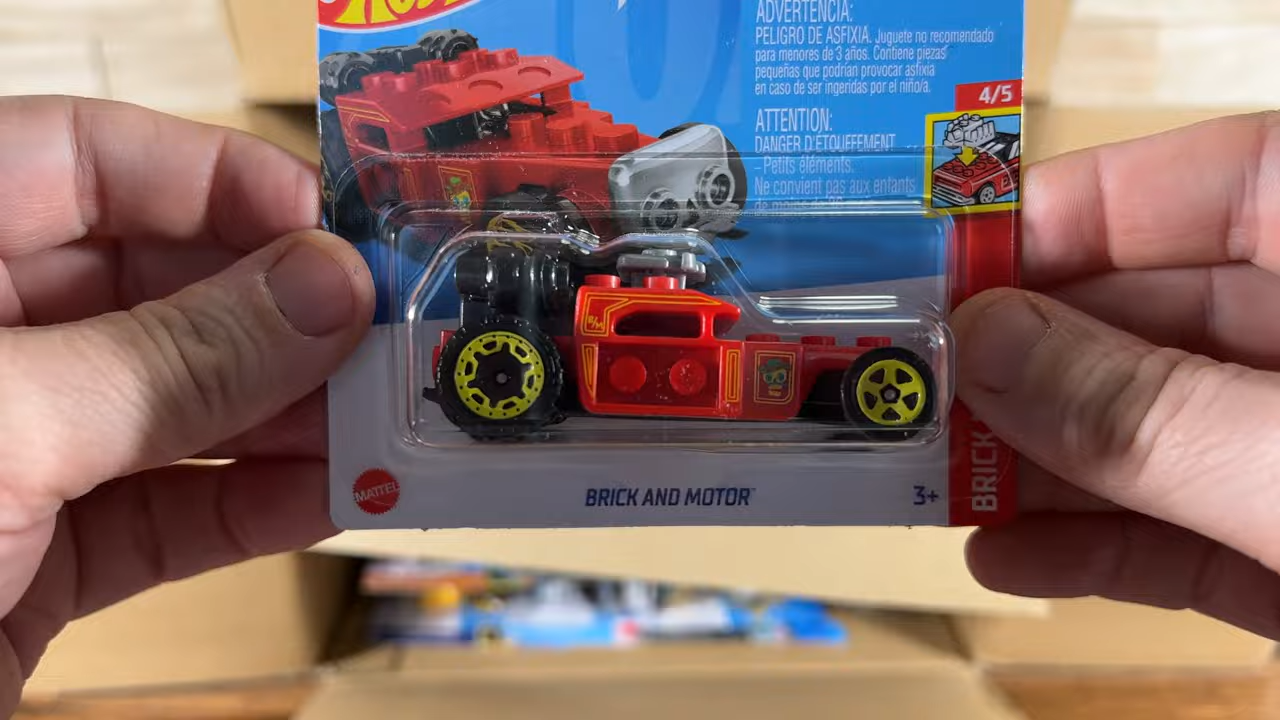 ADVERTENCIA:
PELIGRO DE ASFIXIA. Juguete no recomendado
para menores de 3 años. Contiene piezas
pequeñas que podrían provocar asfixia
en caso de ser ingeridas por el niño/a.
4/5
ATTENTION:
DANGER D'ÉTOUFFEMENT
– Petits éléments.
Ne convient pas aux enfants
B/M
MATTEL
BRICK AND MOTOR™
3+
BRICK